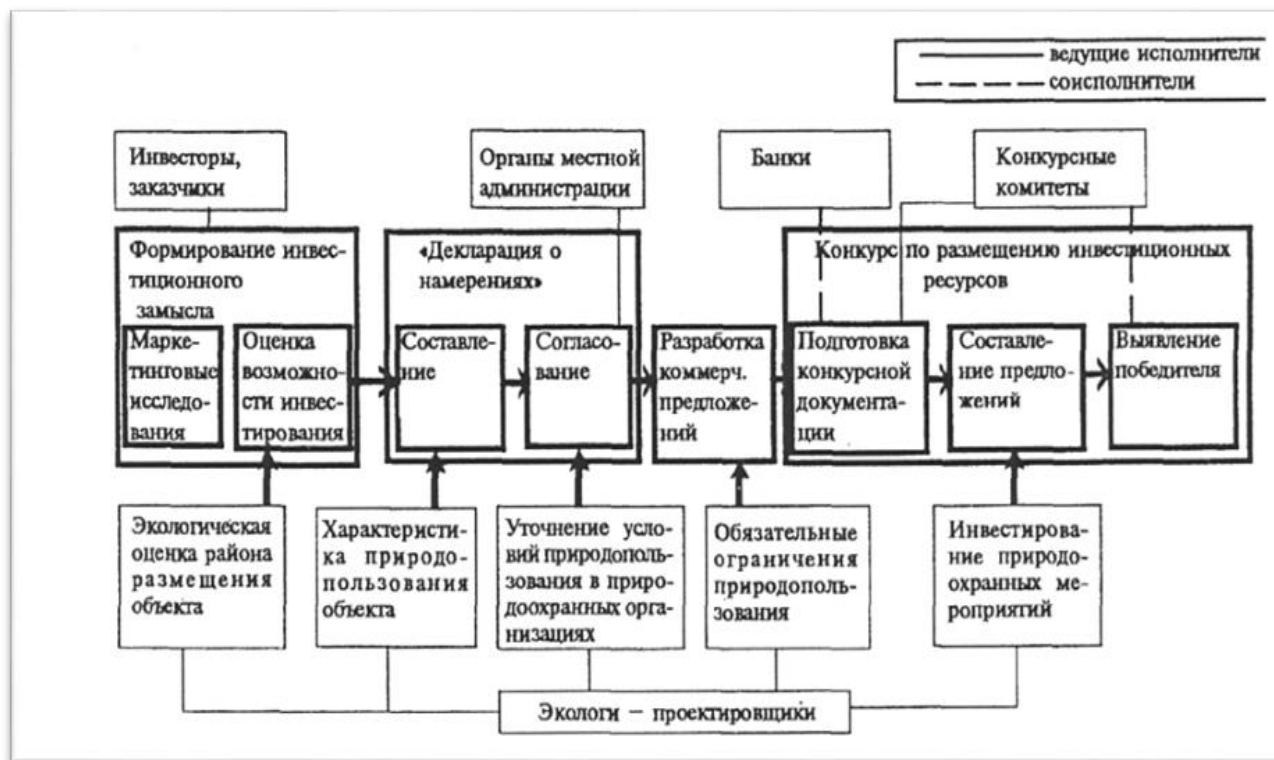 ведущие исполнители
соисполнители
Инвесторы,
заказчики
Органы местной
администрации
Банки
Конкурсные
комитеты
Формирование инвес-
тиционного
замысла
Марке-
тинговые
исследо-
вания
Оценка
возможно-
сти инвес-
тирования
«Декларация о
намерениях»
Составле-
ние
Согласо-
вание
Разработка
коммерч.
предложе-
ний
Конкурс по размещению инвестиционных
ресурсов
Подготовка
конкурсной
документа-
ции
Составле-
ние предло-
жений
Выявление
победителя
Экологическая
оценка района
размещения
объекта
Характеристи-
ка природо-
пользования
объекта
Уточнение усло-
вий природополь-
зования в приро-
доохранных орга-
низациях
Обязательные
ограничения
природополь-
зования
Инвестирова-
ние природо-
охранных ме-
роприятий
Экологи — проектировщики